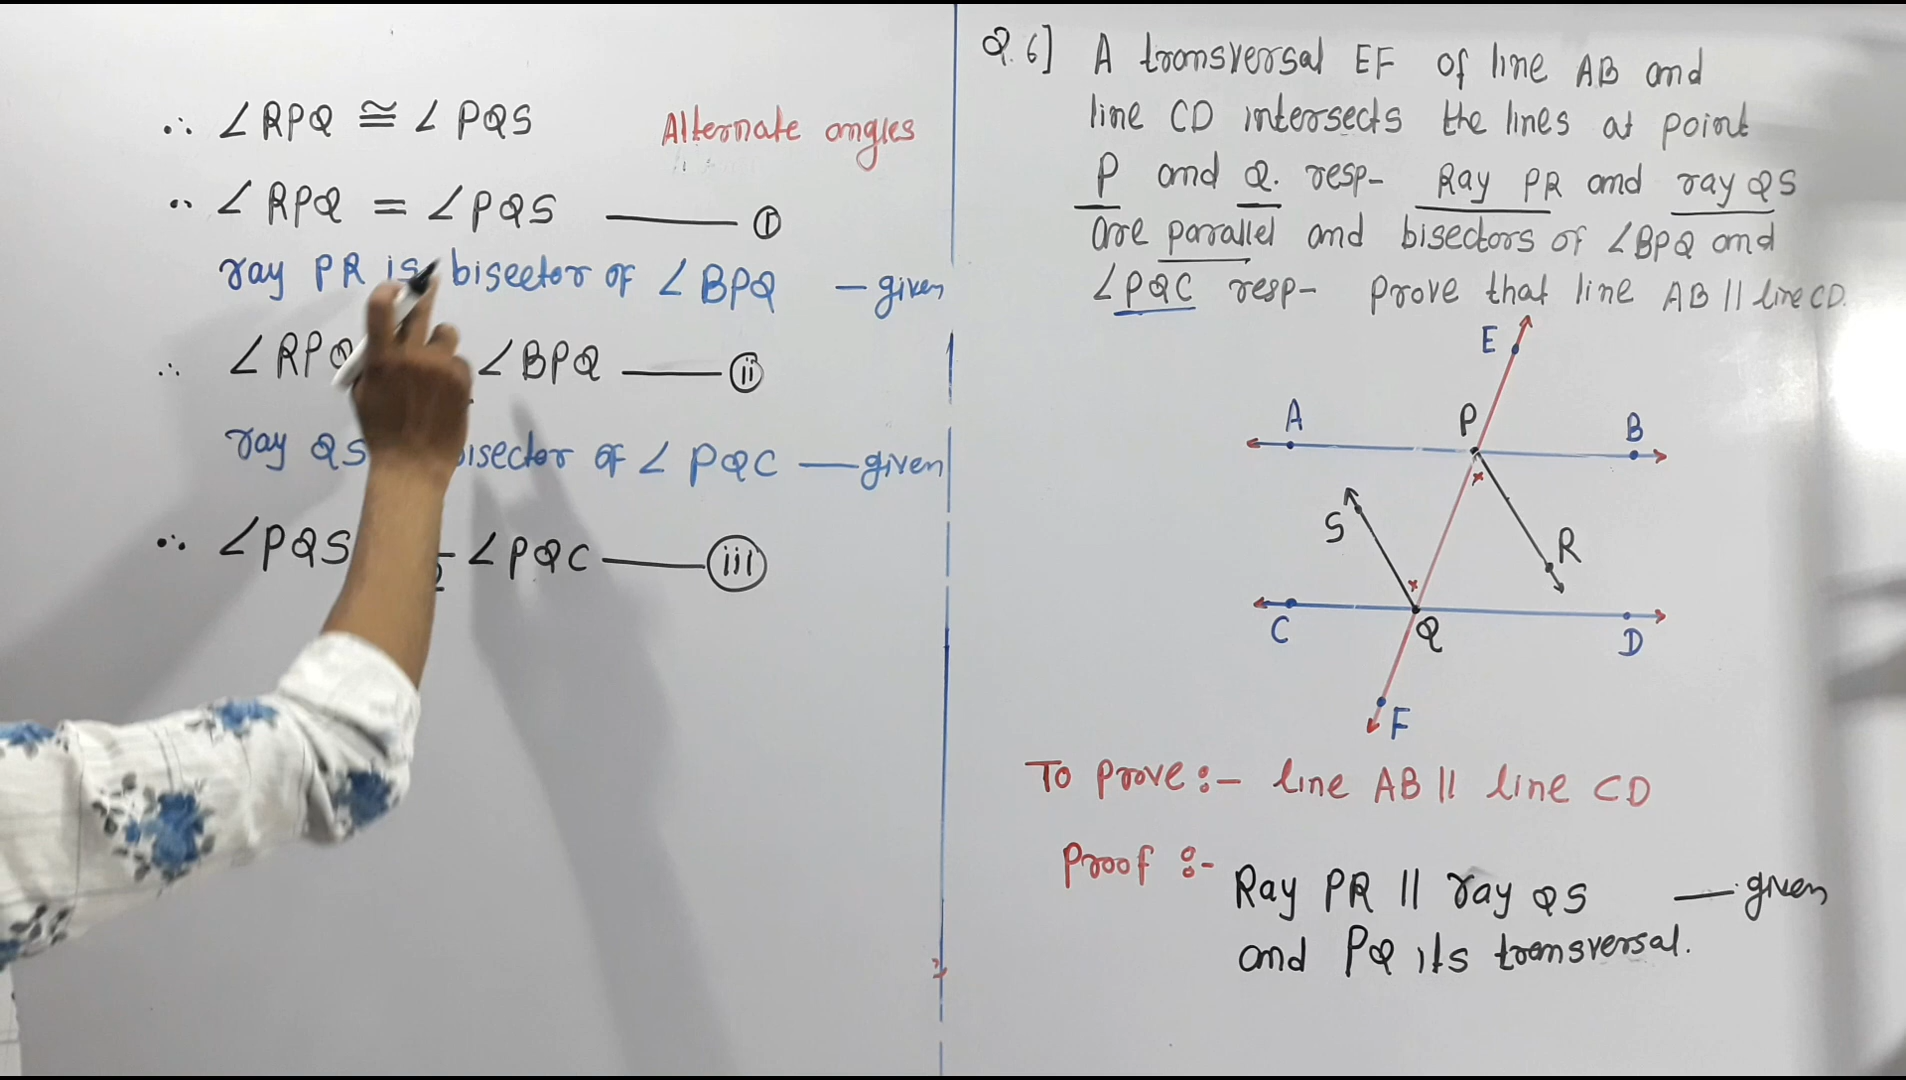 ∴ ∠RPQ ≅ ∠PQS Alternate angles
∴ ∠RPQ = ∠PQS —— (i)
ray PR is bisector of ∠BPQ — given
∴ ∠RPQ ∠BPQ —— (ii)
ray QS bisector of ∠PQC — given
∴ ∠PQS ∠PQC —— (iii)
Q.6] A transversal EF of line AB and
line CD intersects the lines at point
P and Q. resp- Ray PR and ray QS
are parallel and bisectors of ∠BPQ and
∠PQC resp- Prove that line AB || line CD.
E
A P B
S R
x
x
C Q D
F
To prove :- line AB || line CD
Proof :- Ray PR || ray QS — given
and PQ its transversal.